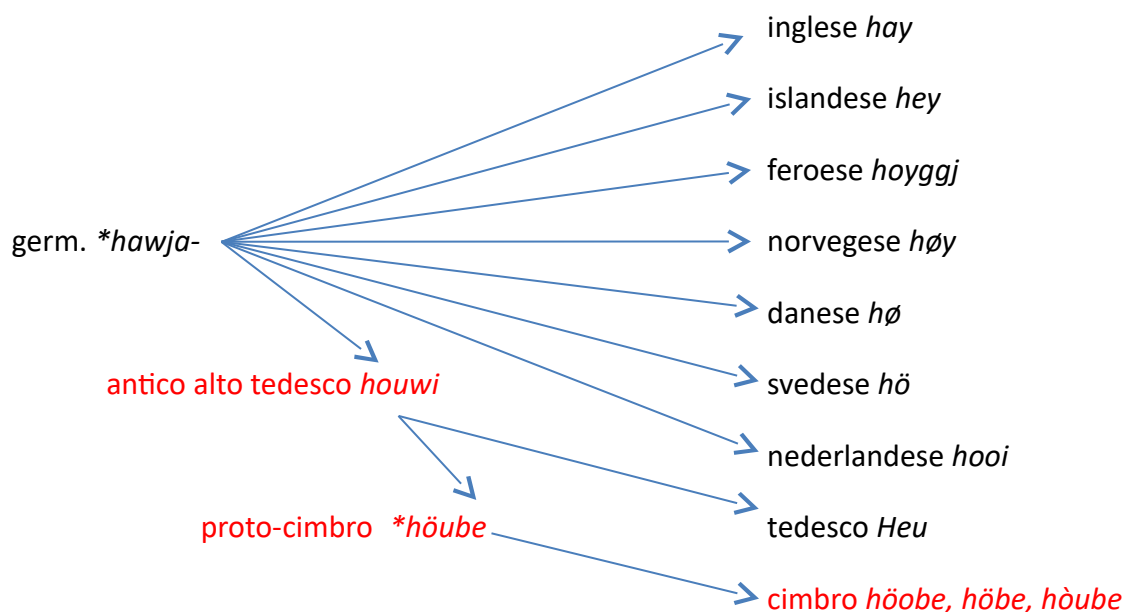 inglese hay
islandese hey
feroese hoyggj
germ. *hawja-
norvegese høy
danese hø
antico alto tedesco houwi
svedese hö
nederlandese hooi
proto-cimbro *höube
tedesco Heu
cimbro höobe, höbe, hòube